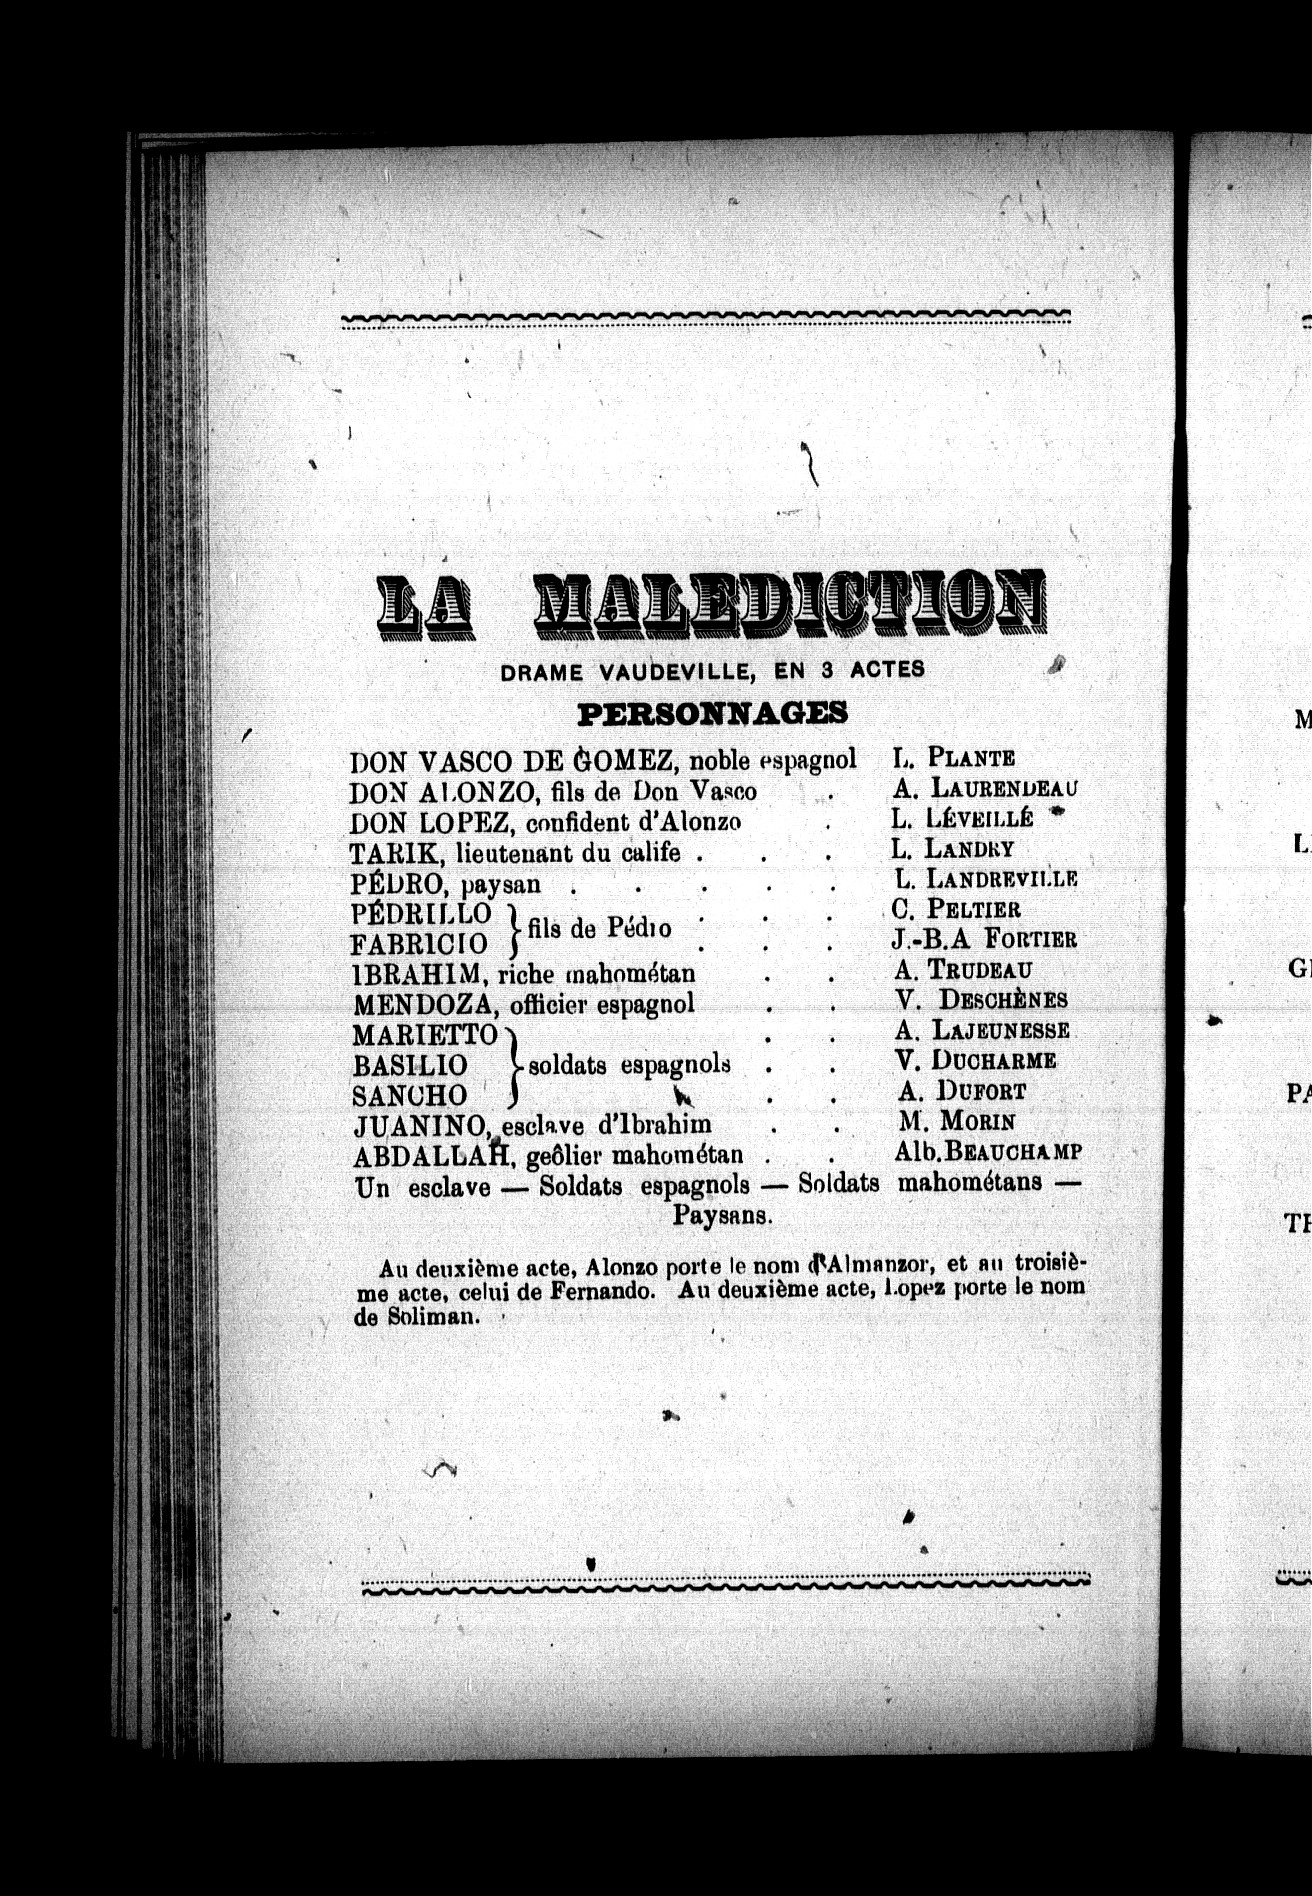 LA MALEDICTION
DRAME VAUDEVILLE, EN 3 ACTES
PERSONNAGES
DON VASCO DE GOMEZ, noble espagnol L. PLANTE
DON ALONZO, fils de Don Vasco . A. LAURENDEAU
DON LOPEZ, confident d'Alonzo . L. LÉVEILLÉ
TARIK, lieutenant du calife . . . L. LANDRY
PÉDRO, paysan . . . . . L. LANDREVILLE
PÉDRILLO . . . C. PELTIER
fils de Pédro
FABRICIO . . . J.-B.A FORTIER
IBRAHIM, riche mahométan . . A. TRUDEAU
MENDOZA, officier espagnol . . V. DESCHÈNES
MARIETTO . . A. LAJEUNESSE
BASILIO soldats espagnols . . V. DUCHARME
SANCHO . . A. DUFORT
JUANINO, esclave d'Ibrahim . . M. MORIN
ABDALLAH, geôlier mahométan . . Alb. BEAUCHAMP
Un esclave — Soldats espagnols — Soldats mahométans —
Paysans.
Au deuxième acte, Alonzo porte le nom d'Almanzor, et au troisiè-
me acte, celui de Fernando. Au deuxième acte, Lopez porte le nom
de Soliman.
M
L
G
PA
TH